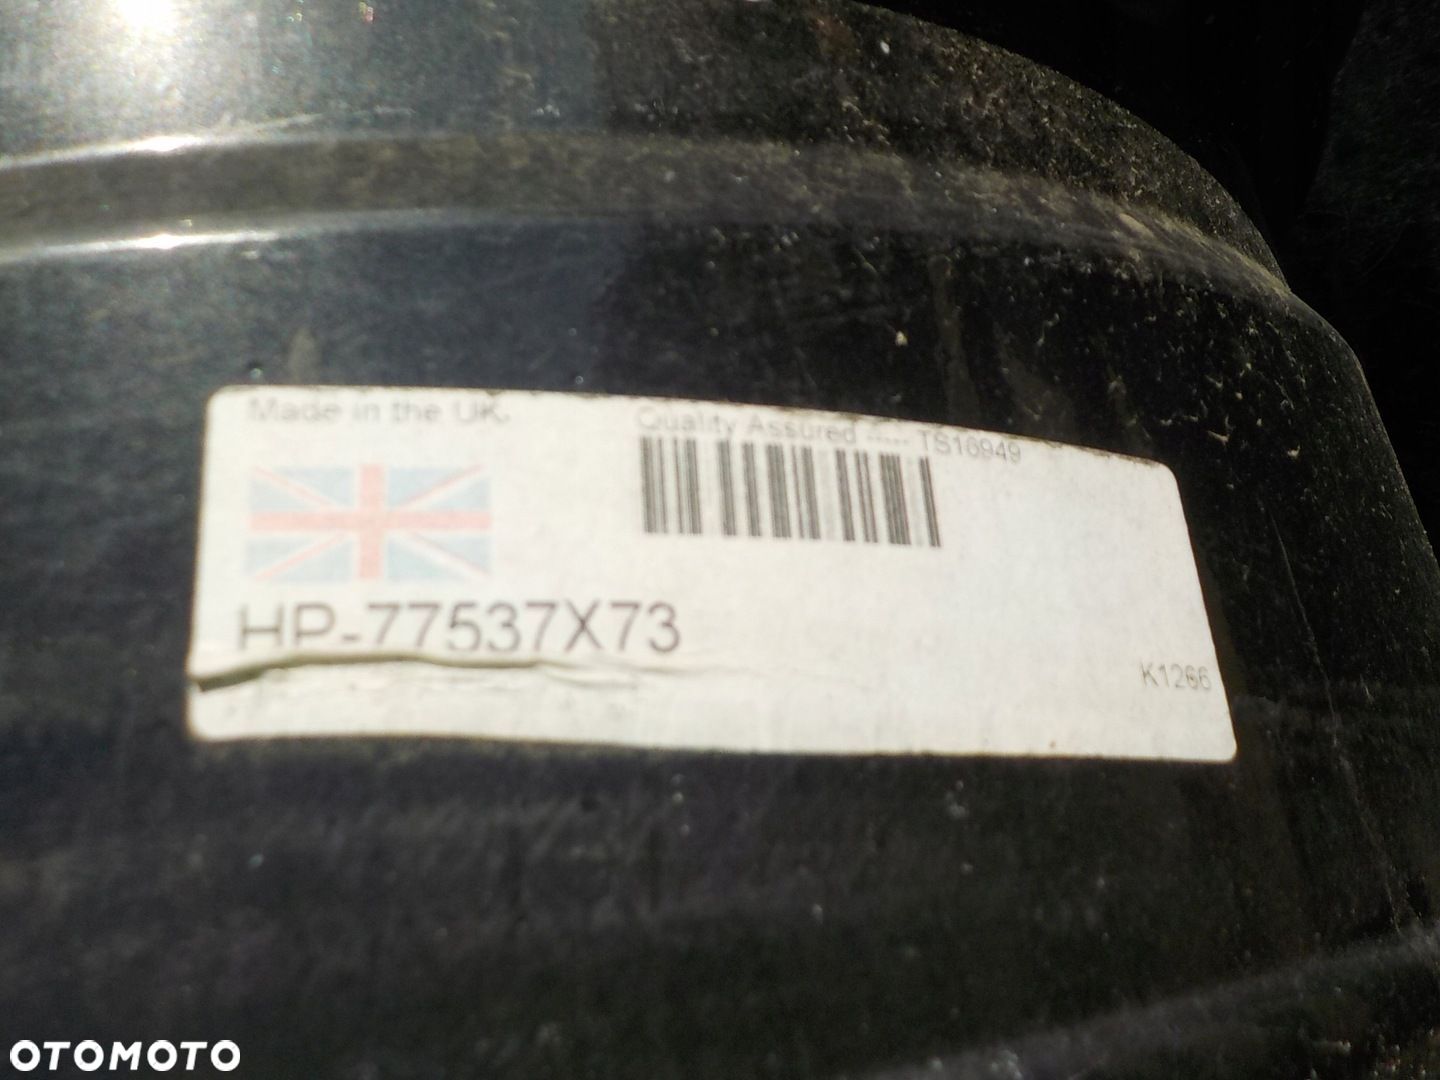 Made in the UK.
Quality Assured ----- TS16949
HP-77537X73
K1266
OTOMOTO